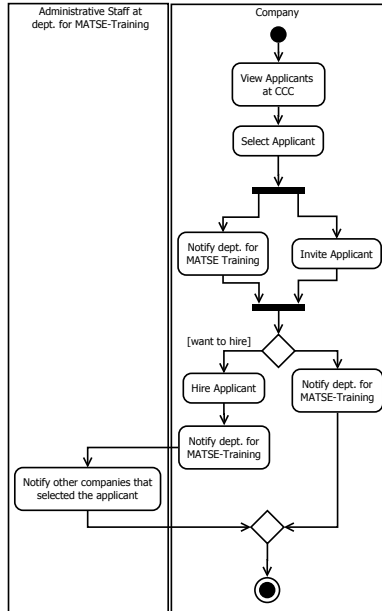 Administrative Staff at
dept. for MATSE-Training
Company
View Applicants
at CCC
Select Applicant
Notify dept. for
MATSE Training
Invite Applicant
[want to hire]
Hire Applicant
Notify dept. for
MATSE-Training
Notify dept. for
MATSE-Training
Notify other companies that
selected the applicant